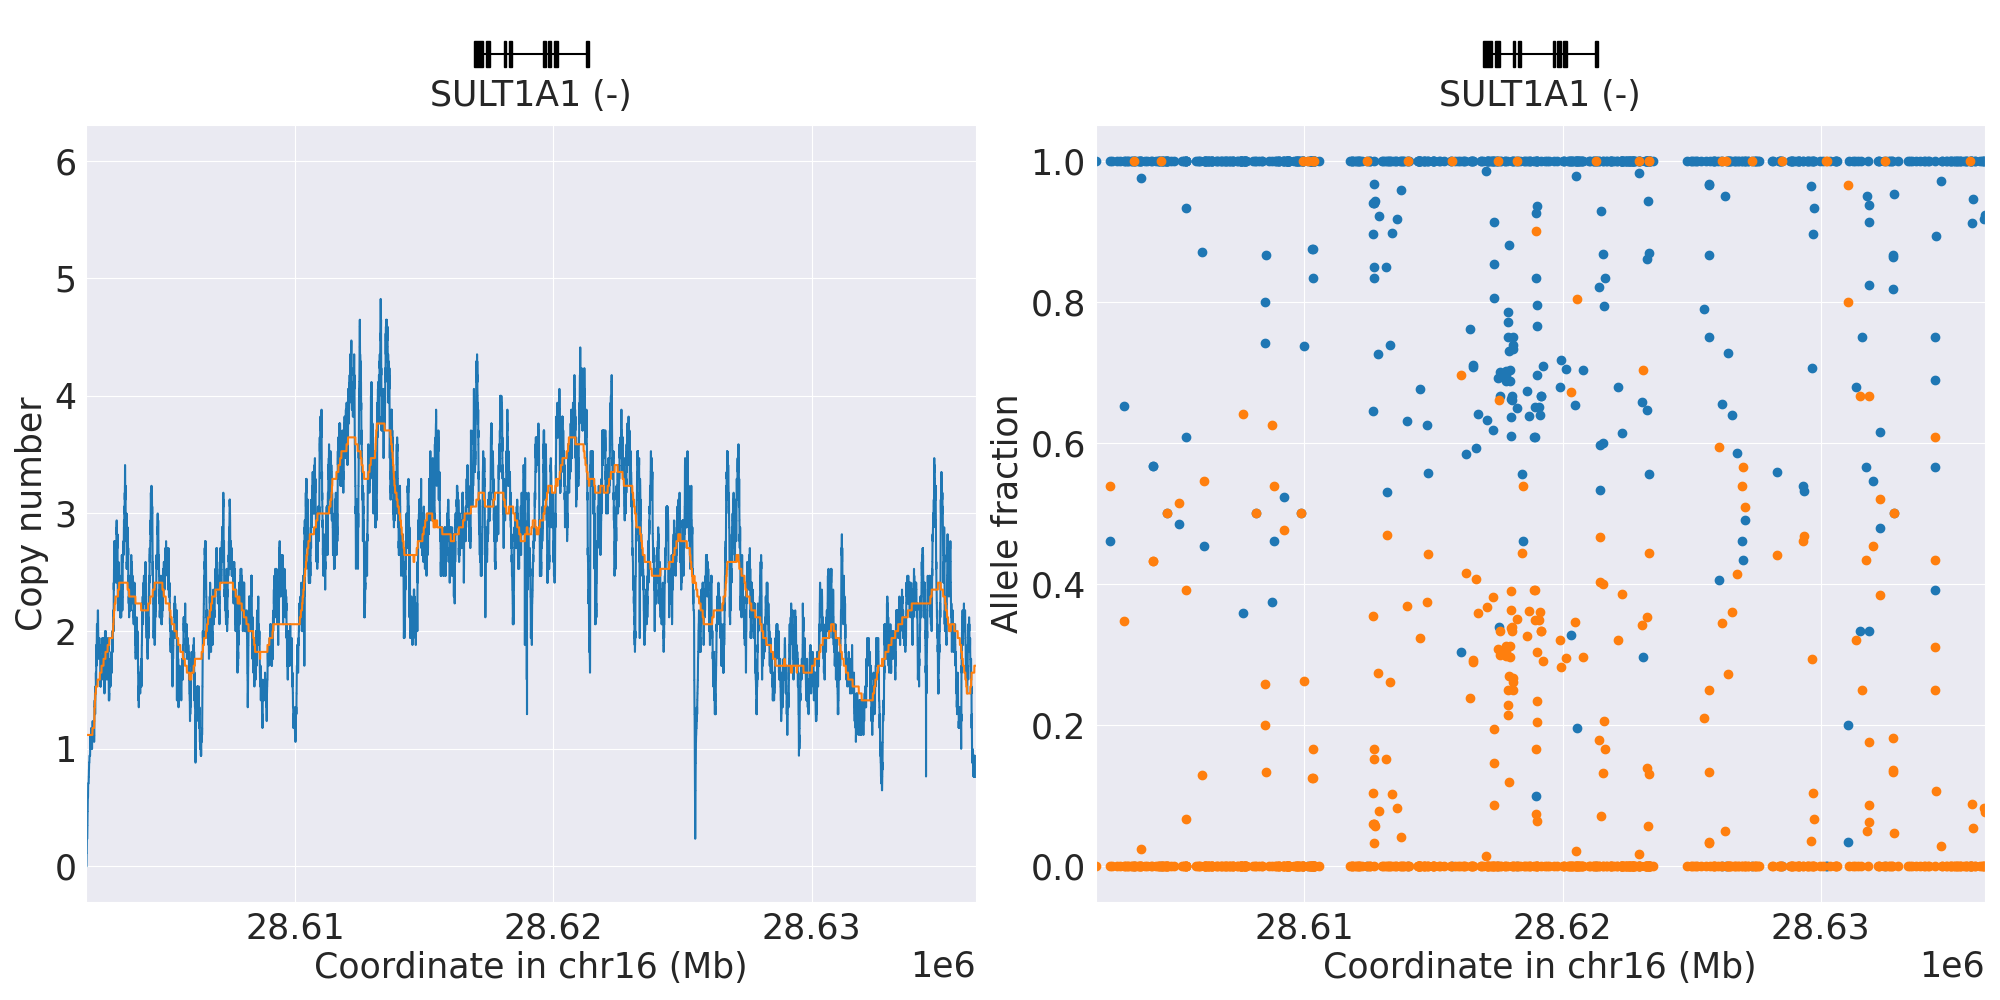 SULT1A1 (-)
6
5
4
3
2
1
0
Copy number
28.61
28.62
28.63
Coordinate in chr16 (Mb)
1e6
SULT1A1 (-)
1.0
0.8
0.6
0.4
0.2
0.0
Allele fraction
28.61
28.62
28.63
Coordinate in chr16 (Mb)
1e6